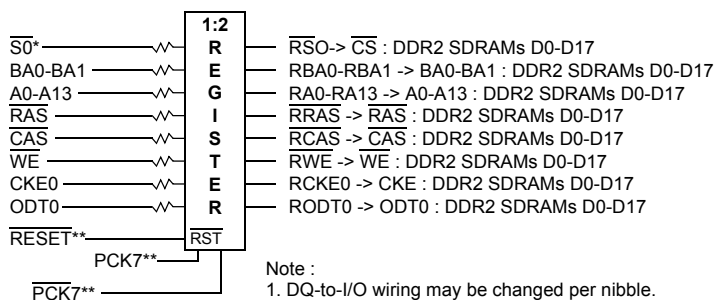 1:2
S0* R RSO-> CS : DDR2 SDRAMs D0-D17
BA0-BA1 E RBA0-RBA1 -> BA0-BA1 : DDR2 SDRAMs D0-D17
A0-A13 G RA0-RA13 -> A0-A13 : DDR2 SDRAMs D0-D17
RAS I RRAS -> RAS : DDR2 SDRAMs D0-D17
CAS S RCAS -> CAS : DDR2 SDRAMs D0-D17
WE T RWE -> WE : DDR2 SDRAMs D0-D17
CKE0 E RCKE0 -> CKE : DDR2 SDRAMs D0-D17
ODT0 R RODT0 -> ODT0 : DDR2 SDRAMs D0-D17
RESET** RST
PCK7**
PCK7**
Note :
1. DQ-to-I/O wiring may be changed per nibble.